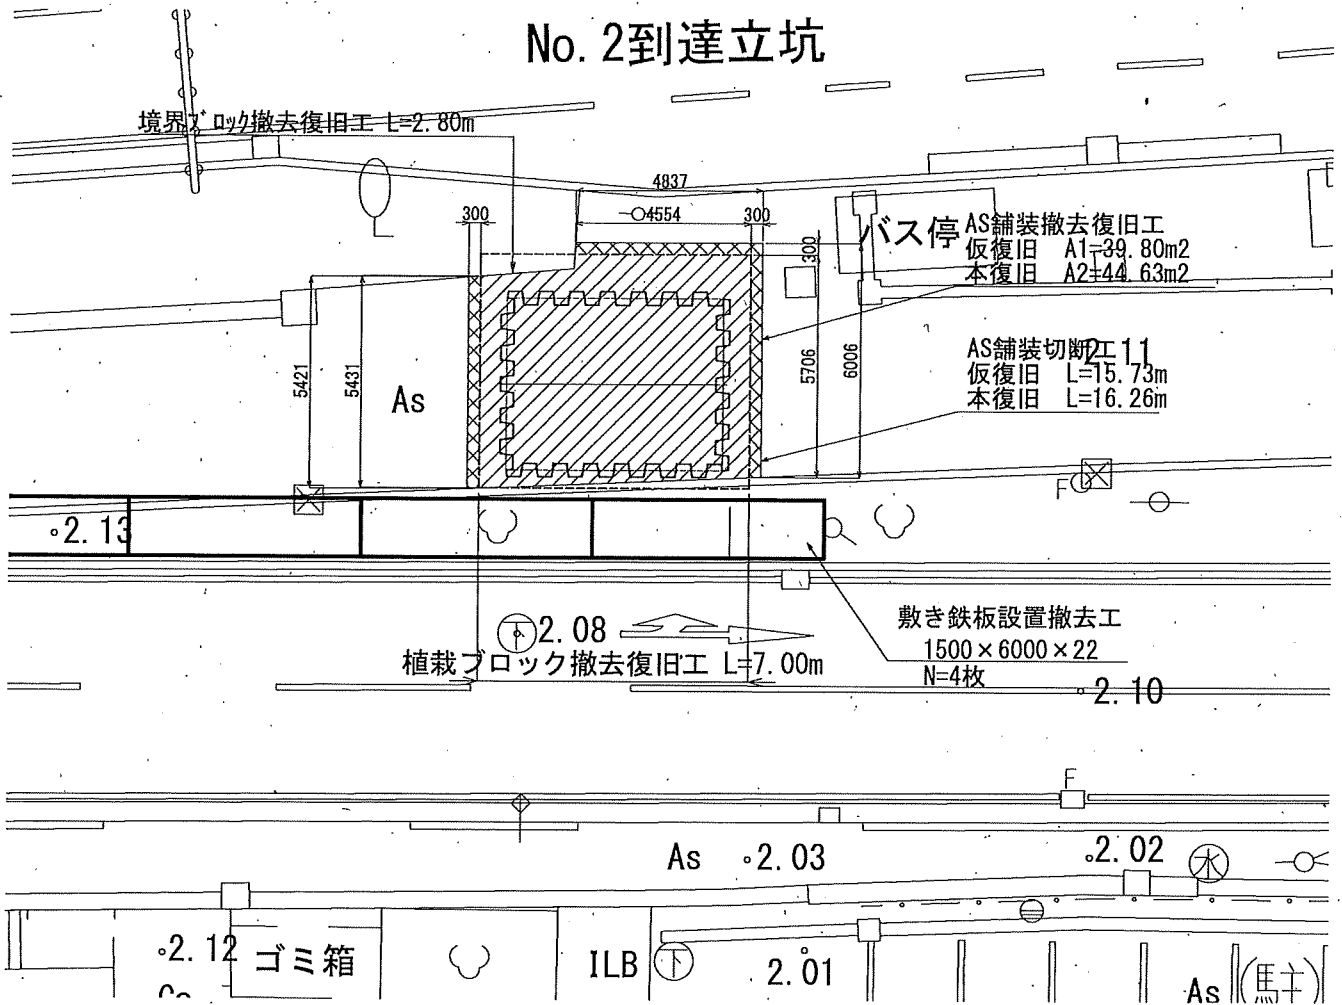 No. 2到達立坑
境界ブロック撤去復旧工 L=2.80m
4837
300
4554
300
300
バス停
AS舗装撤去復旧工
仮復旧 A1=39.80m2
本復旧 A2=44.63m2
5421
5431
As
5706
6006
AS舗装切断工
2.11
仮復旧 L=15.73m
本復旧 L=16.26m
F
2.13
下
2.08
植栽ブロック撤去復旧工 L=7.00m
敷き鉄板設置撤去工
1500×6000×22
N=4枚
2.10
F
As
2.03
2.02
水
2.12
ゴミ箱
ILB
下
2.01
As